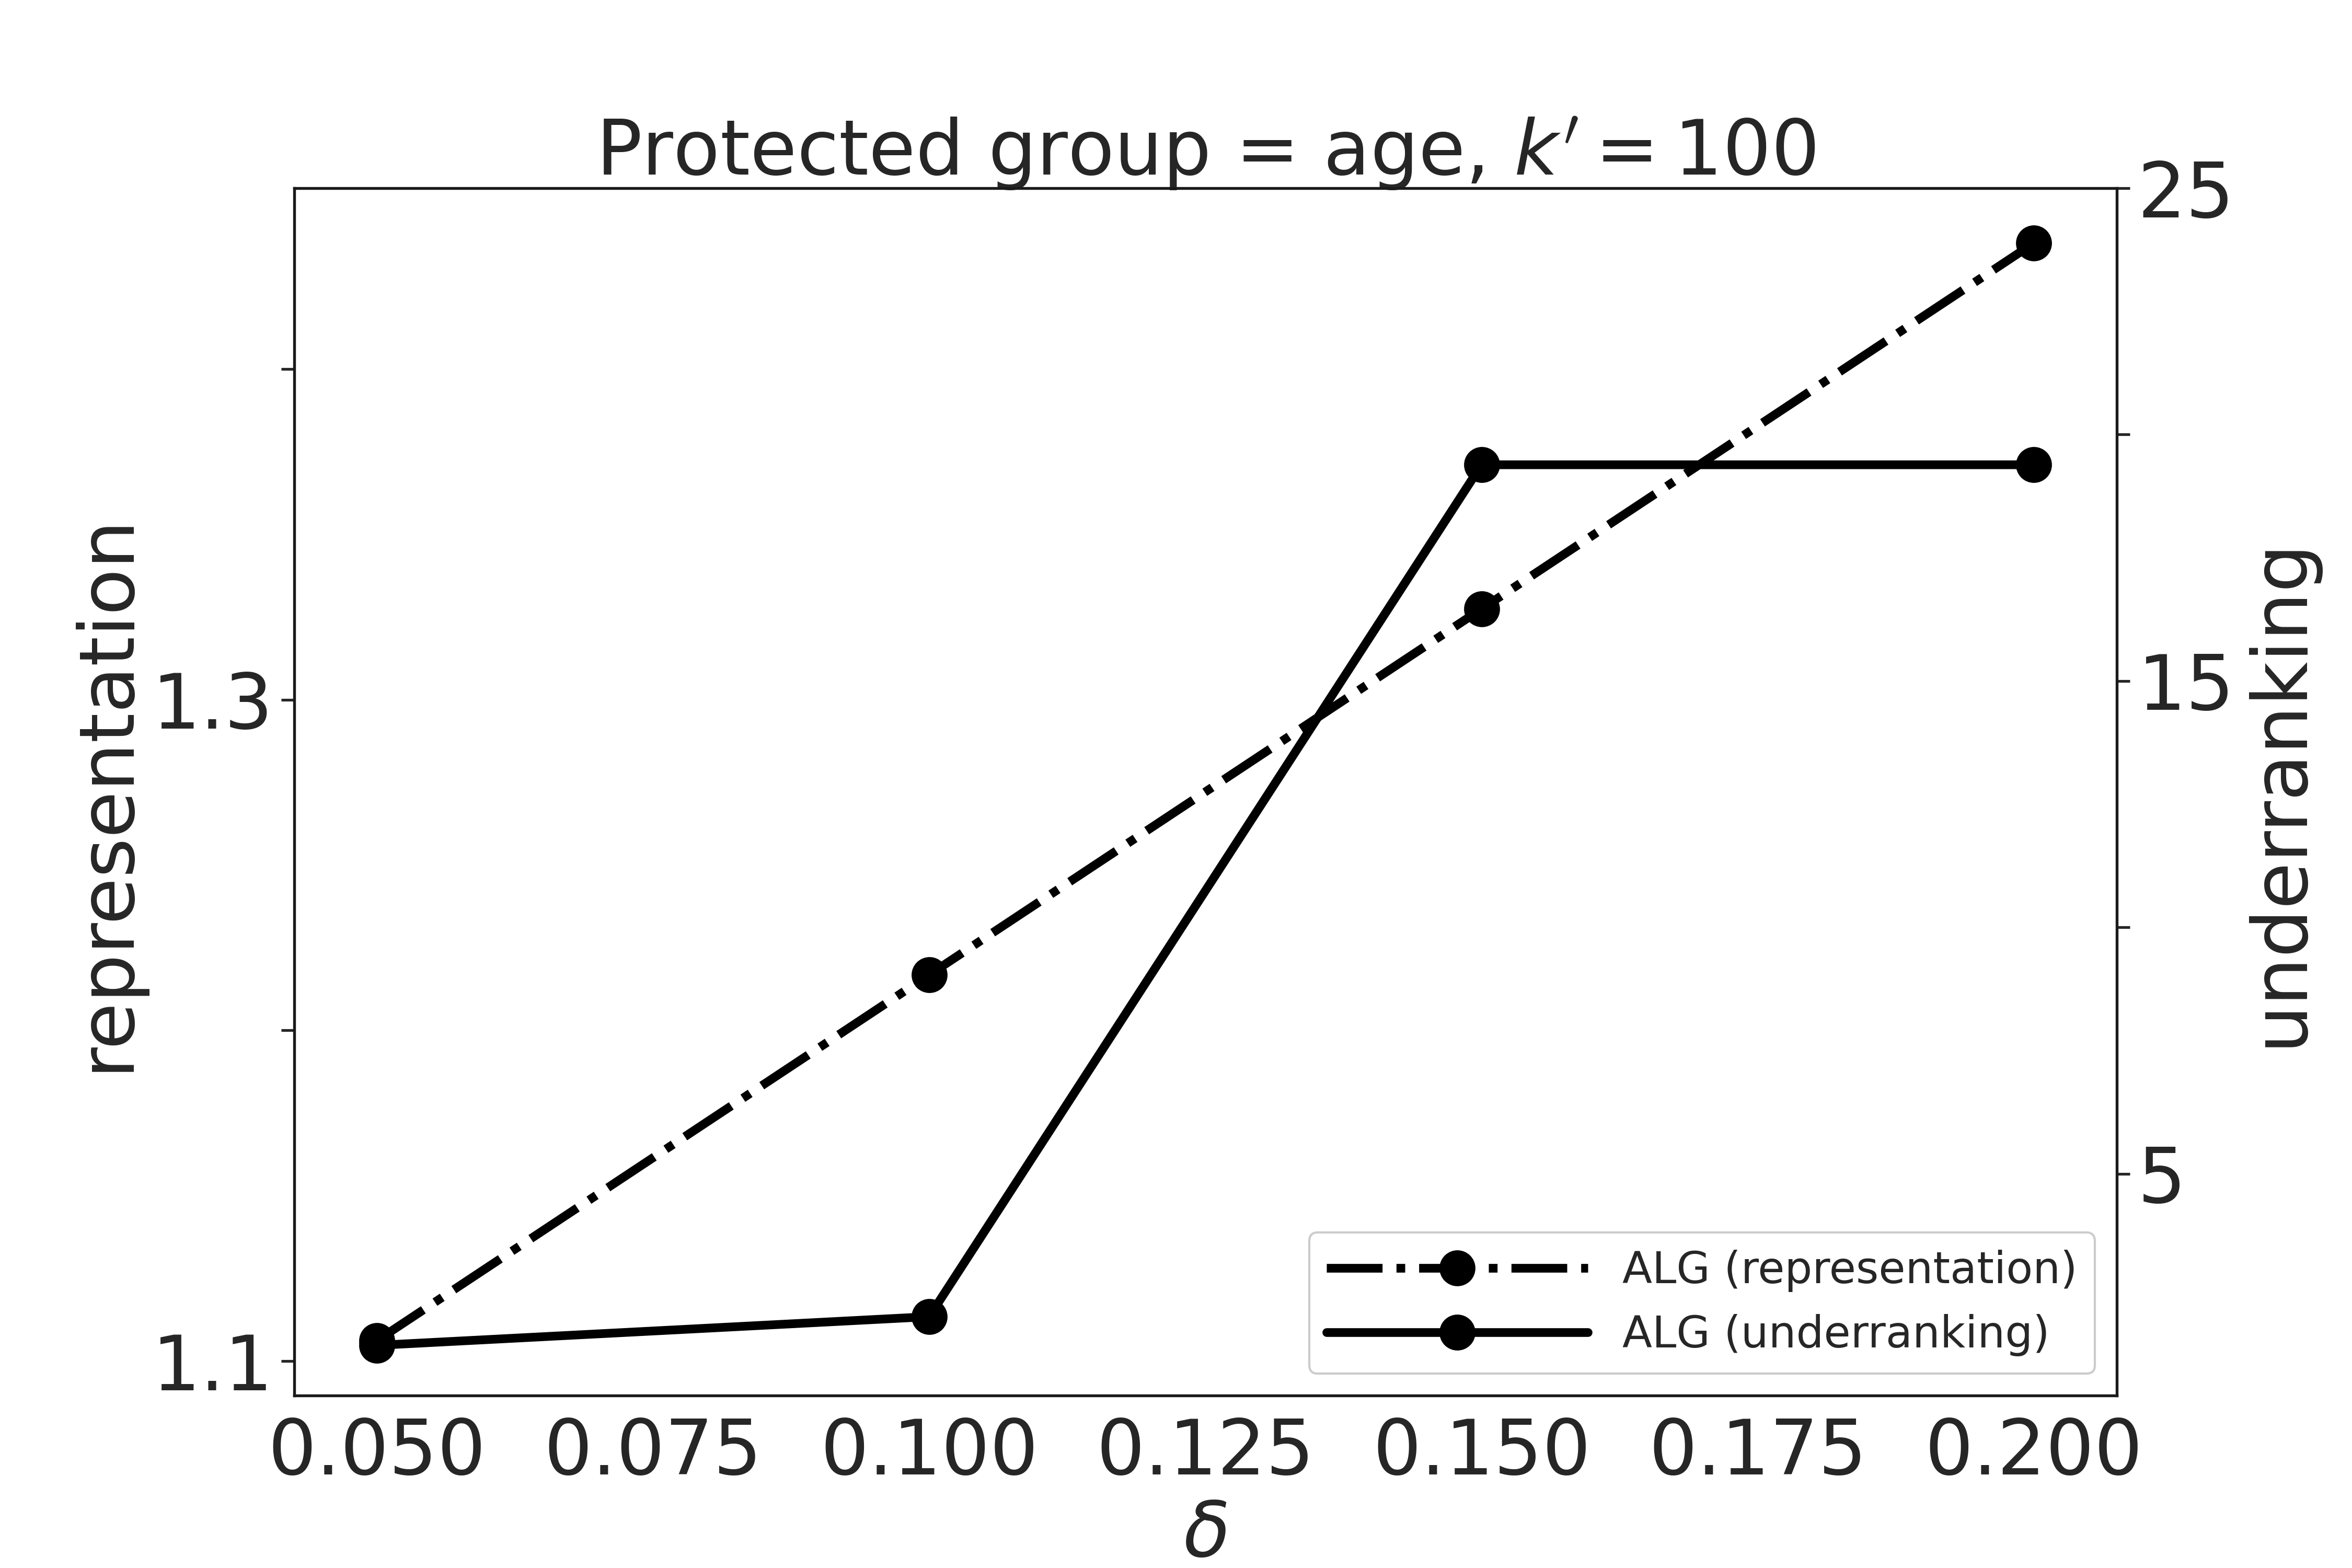 Protected group = age, k′ = 100
25
15
5
underranking
representation
1.3
1.1
ALG (representation)
ALG (underranking)
0.050 0.075 0.100 0.125 0.150 0.175 0.200
δ